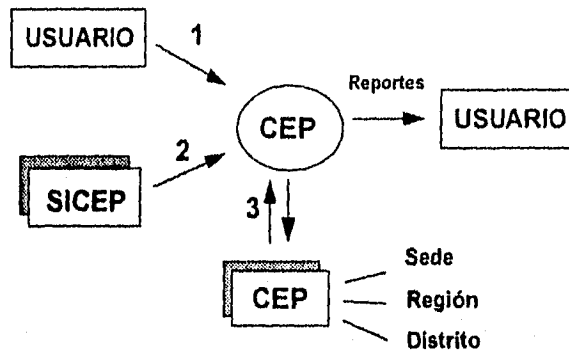 USUARIO
1
Reportes
CEP
USUARIO
2
SICEP
3
CEP
Sede
Región
Distrito